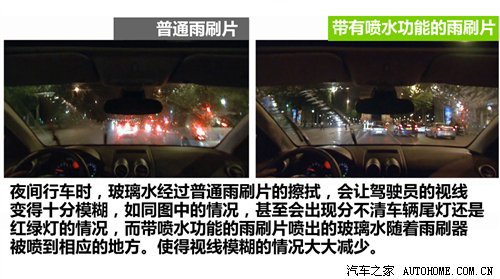 普通雨刷片
带有喷水功能的雨刷片
夜间行车时，玻璃水经过普通雨刷片的擦拭，会让驾驶员的视线
变得十分模糊，如同图中的情况，甚至会出现分不清车辆尾灯还是
红绿灯的情况，而带喷水功能的雨刷片喷出的玻璃水随着雨刷器
被喷到相应的地方。使得视线模糊的情况大大减少。
汽车之家 AUTOHOME.COM.CN